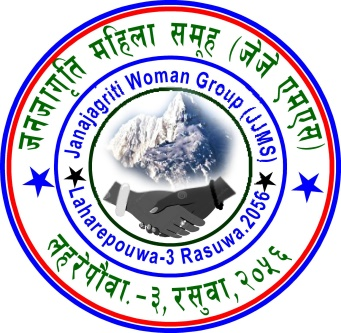 जनजागृति महिला समूह (जेजे एमएस)
Janajagriti Woman Group (JJMS)
Laharepouwa-3 Rasuwa.2056
लहरेपौवा.-३,रसुवा,२०५६